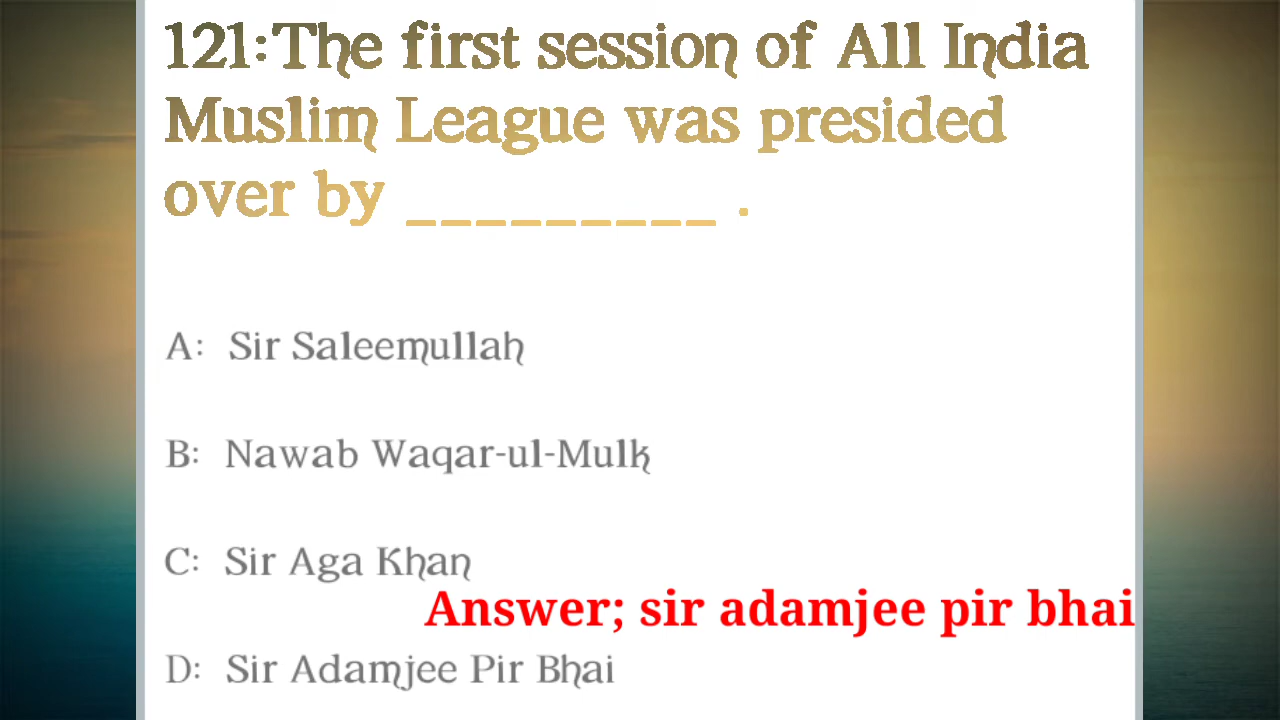 121:The first session of All India
Muslim League was presided
over by _________ .
A: Sir Saleemullah
B: Nawab Waqar-ul-Mulk
C: Sir Aga Khan
Answer; sir adamjee pir bhai
D: Sir Adamjee Pir Bhai